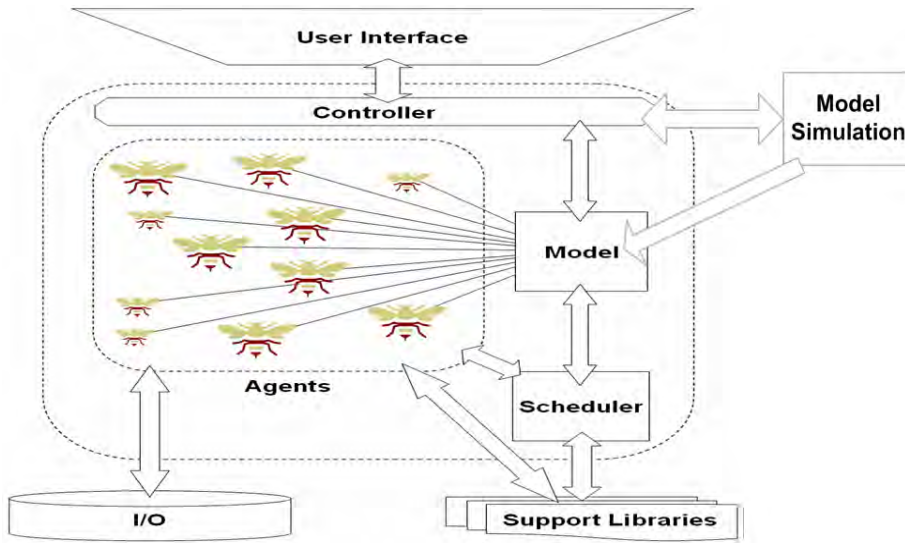 User Interface
Controller
Model
Simulation
Model
Agents
Scheduler
I/O
Support Libraries